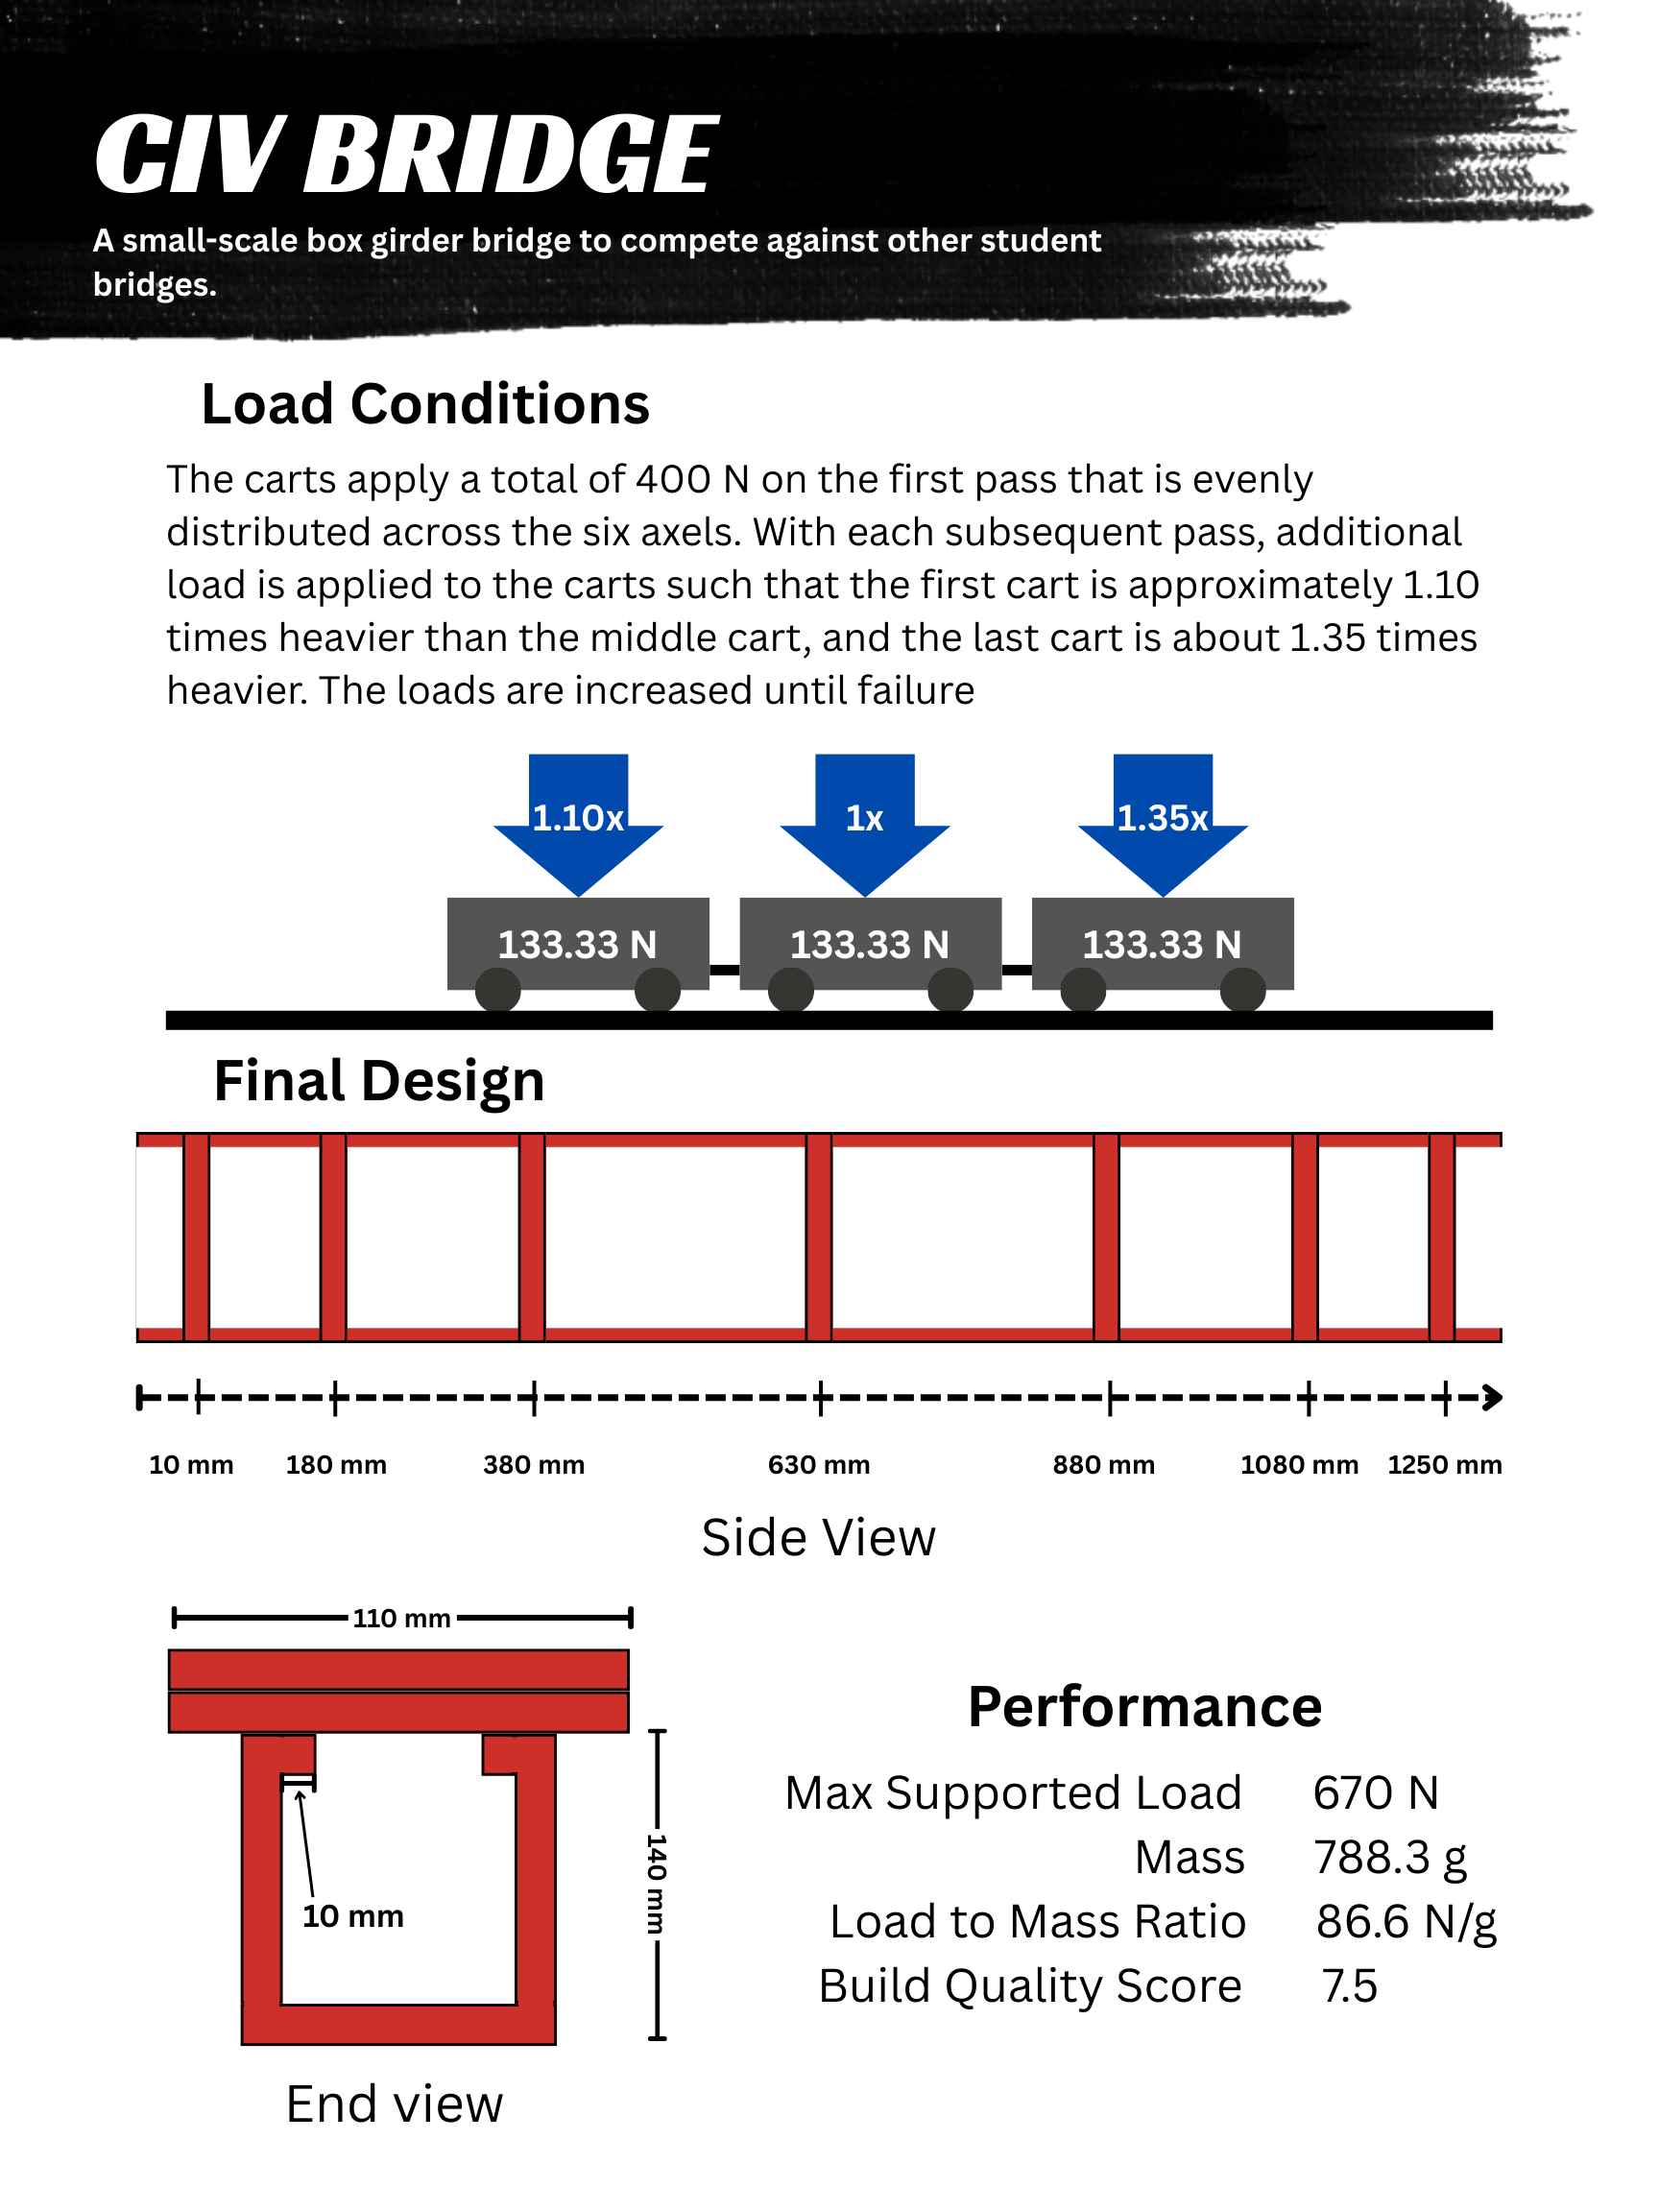 CIV BRIDGE
A small-scale box girder bridge to compete against other student
bridges.
Load Conditions
The carts apply a total of 400 N on the first pass that is evenly
distributed across the six axels. With each subsequent pass, additional
load is applied to the carts such that the first cart is approximately 1.10
times heavier than the middle cart, and the last cart is about 1.35 times
heavier. The loads are increased until failure
1.10x 1x 1.35x
133.33 N 133.33 N 133.33 N
Final Design
10 mm 180 mm 380 mm 630 mm 880 mm 1080 mm 1250 mm
Side View
110 mm
140 mm
10 mm
End view
Performance
Max Supported Load 670 N
Mass 788.3 g
Load to Mass Ratio 86.6 N/g
Build Quality Score 7.5